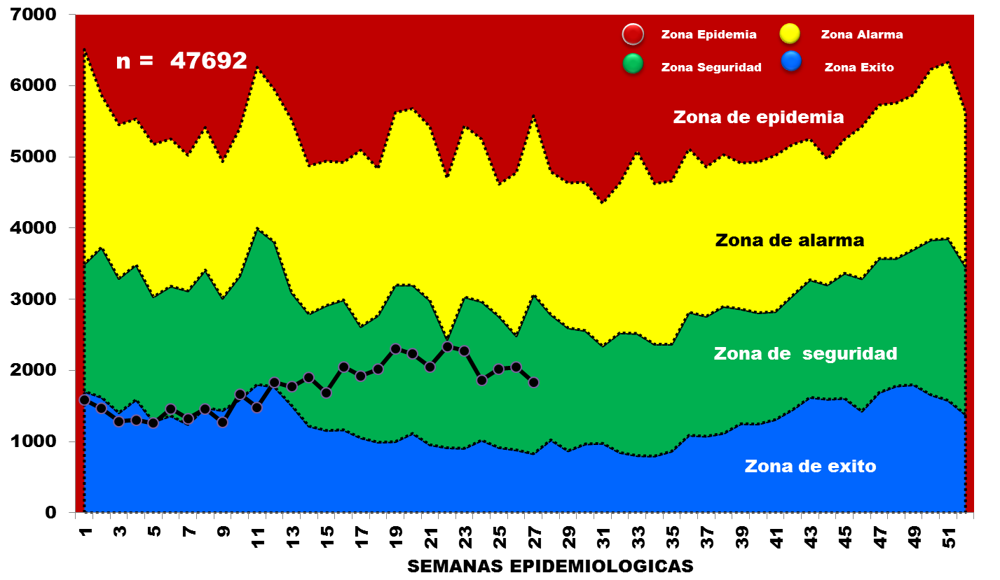 7000
6000
5000
4000
3000
2000
1000
0
n =  47692
Zona Epidemia
Zona Alarma
Zona Seguridad
Zona Exito
Zona de epidemia
Zona de alarma
Zona de  seguridad
Zona de exito
1 3 5 7 9 11 13 15 17 19 21 23 25 27 29 31 33 35 37 39 41 43 45 47 49 51
SEMANAS EPIDEMIOLOGICAS